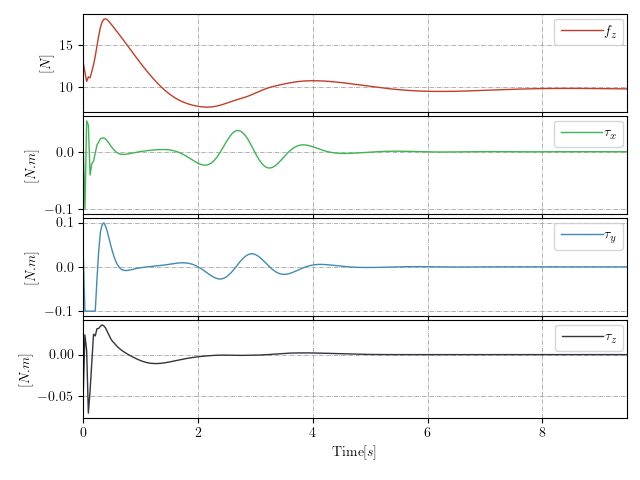 f_z
15
10
[N]
τ_x
0.0
−0.1
[N.m]
τ_y
0.1
0.0
−0.1
[N.m]
τ_z
0.00
−0.05
[N.m]
0 2 4 6 8
Time[s]